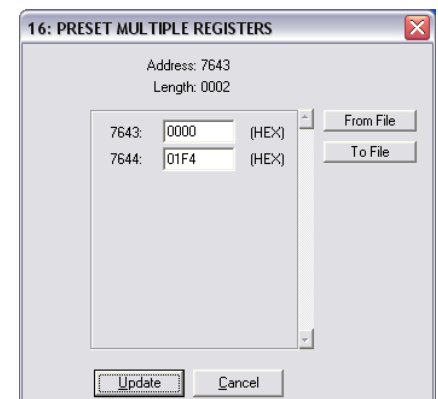 16: PRESET MULTIPLE REGISTERS
Address: 7643
Length: 0002
7643: 0000 (HEX)
From File
7644: 01F4 (HEX)
To File
Update Cancel